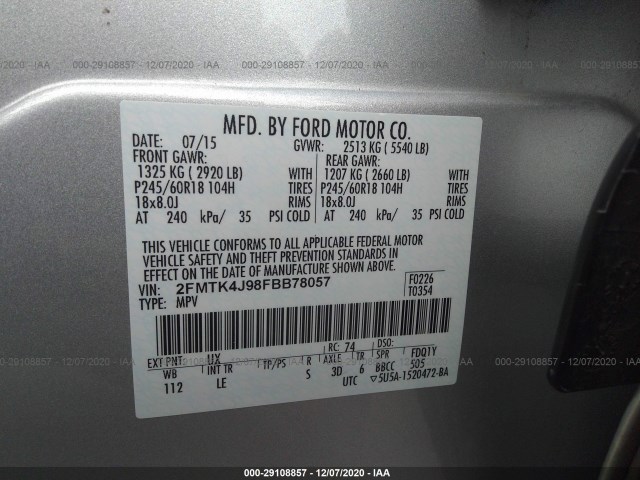 000-29108857 · 12/07/2020 · IAA
MFD. BY FORD MOTOR CO.
DATE: 07/15 GVWR: 2513 KG ( 5540 LB)
FRONT GAWR: REAR GAWR:
1325 KG ( 2920 LB) WITH 1207 KG ( 2660 LB) WITH
P245/60R18 104H TIRES P245/60R18 104H TIRES
18x8.0J RIMS 18x8.0J RIMS
AT 240 kPa/ 35 PSI COLD AT 240 kPa/ 35 PSI COLD
THIS VEHICLE CONFORMS TO ALL APPLICABLE FEDERAL MOTOR
VEHICLE SAFETY AND THEFT PREVENTION STANDARDS IN
EFFECT ON THE DATE OF MANUFACTURE SHOWN ABOVE.
VIN: 2FMTK4J98FBB78057 F0226
TYPE: MPV T0354
RC: 74 DSO:
EXT PNT: UX FDQ1Y
WB INT TR TP/PS R AXLE TR SPR 505
112 LE S 3D 6 BBCC
UTC ▽5U5A-1520472-BA
000-29108857 · 12/07/2020 · IAA